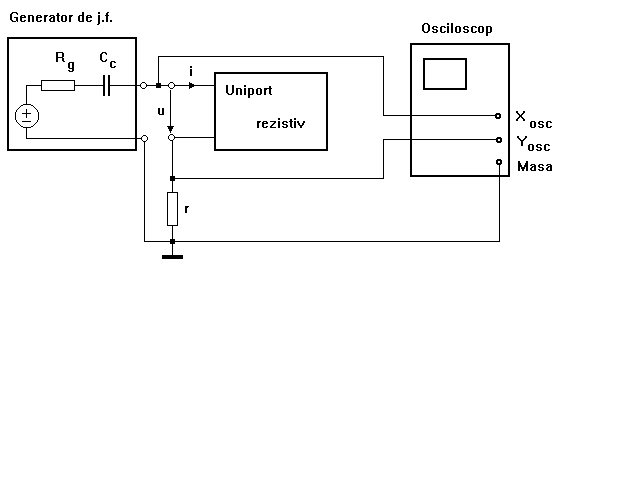 Generator de j.f.
Osciloscop
Rg
Cc
i
Uniport
rezistiv
u
Xosc
Yosc
Masa
r